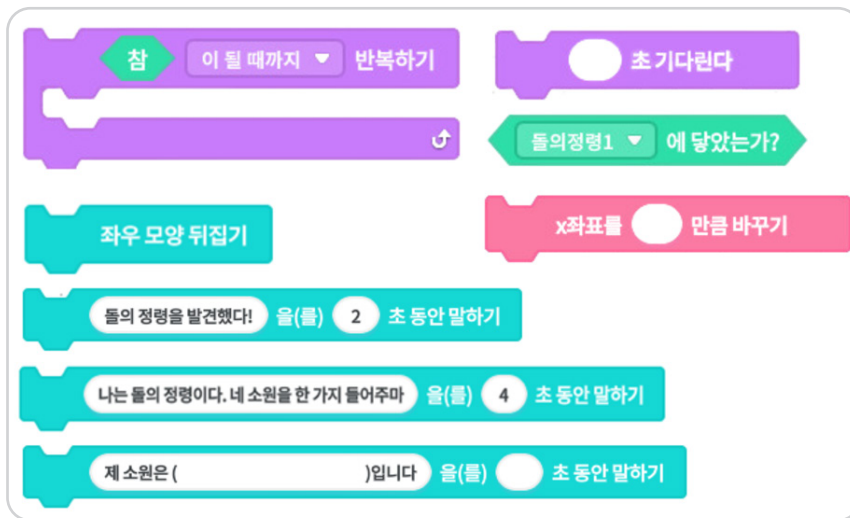 참 이 될 때까지 반복하기
초 기다린다
돌의정령1 에 닿았는가?
좌우 모양 뒤집기
x좌표를 만큼 바꾸기
돌의 정령을 발견했다! 을(를) 2 초 동안 말하기
나는 돌의 정령이다. 네 소원을 한 가지 들어주마 을(를) 4 초 동안 말하기
제 소원은 ( )입니다 을(를) 초 동안 말하기